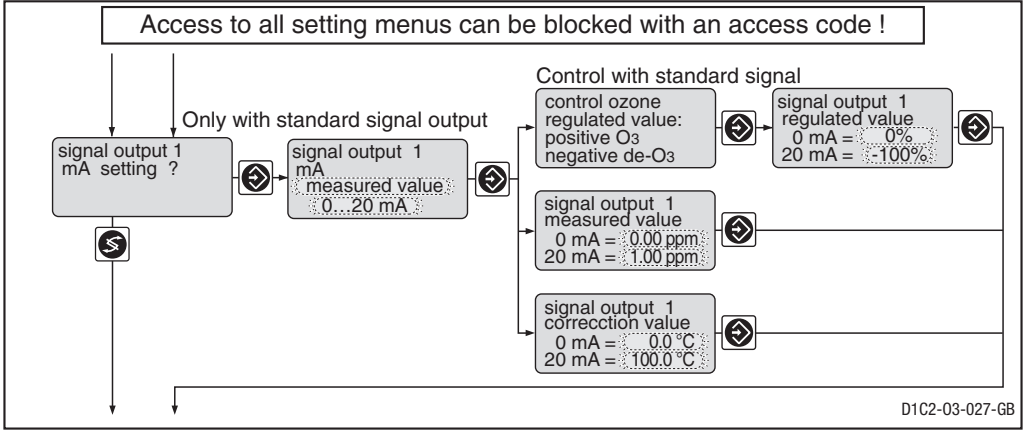 Access to all setting menus can be blocked with an access code !
Control with standard signal
Only with standard signal output
signal output 1
mA setting ?
signal output 1
mA
measured value
0...20 mA
control ozone
regulated value:
positive O3
negative de-O3
signal output 1
regulated value
0 mA = 0%
20 mA = -100%
signal output 1
measured value
0 mA = 0.00 ppm
20 mA = 1.00 ppm
signal output 1
correcction value
0 mA = 0.0 °C
20 mA = 100.0 °C
D1C2-03-027-GB